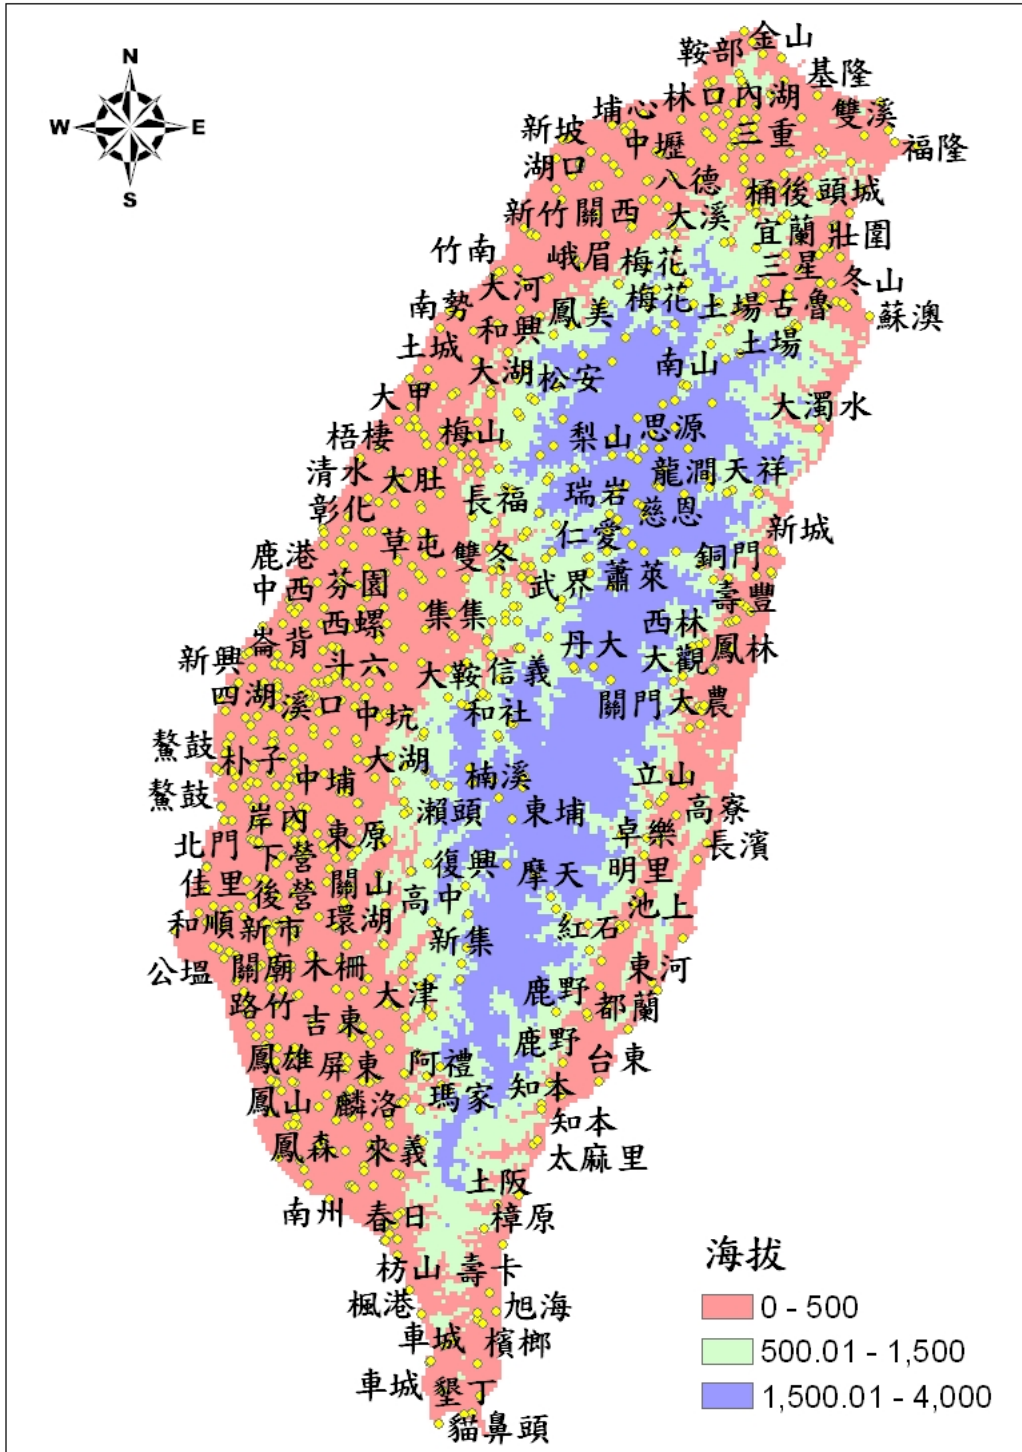 N
W
E
S
鞍部
金山
基隆
埔心
林口
內湖
雙溪
新坡
中壢
三重
福隆
湖口
八德
桶後
頭城
新竹
關西
大溪
宜蘭
壯圍
竹南
峨眉
梅花
三星
冬山
大河
梅花
南勢
鳳美
土場
古魯
蘇澳
和興
土城
土場
大湖
松安
南山
大甲
大濁水
梧棲
梅山
梨山
思源
清水
大肚
龍澗
天祥
彰化
長福
瑞岩
慈恩
新城
鹿港
草屯
雙冬
仁愛
銅門
中西
芬園
武界
蕭萊
壽豐
西螺
集集
西林
崙背
丹大
大觀
鳳林
新興
斗六
大鞍
信義
四湖
溪口
中坑
和社
關門
大農
鰲鼓
朴子
大湖
楠溪
立山
鰲鼓
中埔
瀨頭
東埔
高寮
岸內
東原
卓樂
長濱
北門
下營
復興
摩天
明里
佳里
後營
關山
高中
池上
和順
新市
環湖
新集
紅石
公塭
關廟
木柵
東河
路竹
大津
鹿野
都蘭
吉東
鹿野
台東
鳳雄
屏東
阿禮
鳳山
麟洛
瑪家
知本
知本
鳳森
來義
太麻里
土阪
南州
春日
樟原
枋山
壽卡
楓港
旭海
車城
檳榔
車城
墾丁
貓鼻頭
海拔
0 - 500
500.01 - 1,500
1,500.01 - 4,000